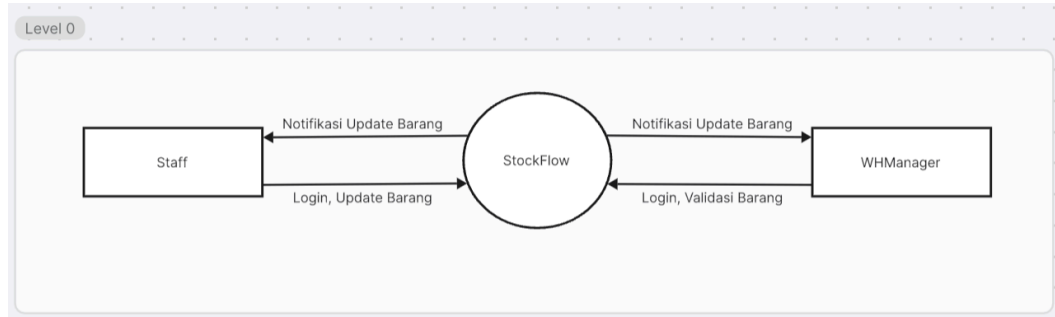 Level 0
Notifikasi Update Barang
Notifikasi Update Barang
Staff
StockFlow
WHManager
Login, Update Barang
Login, Validasi Barang